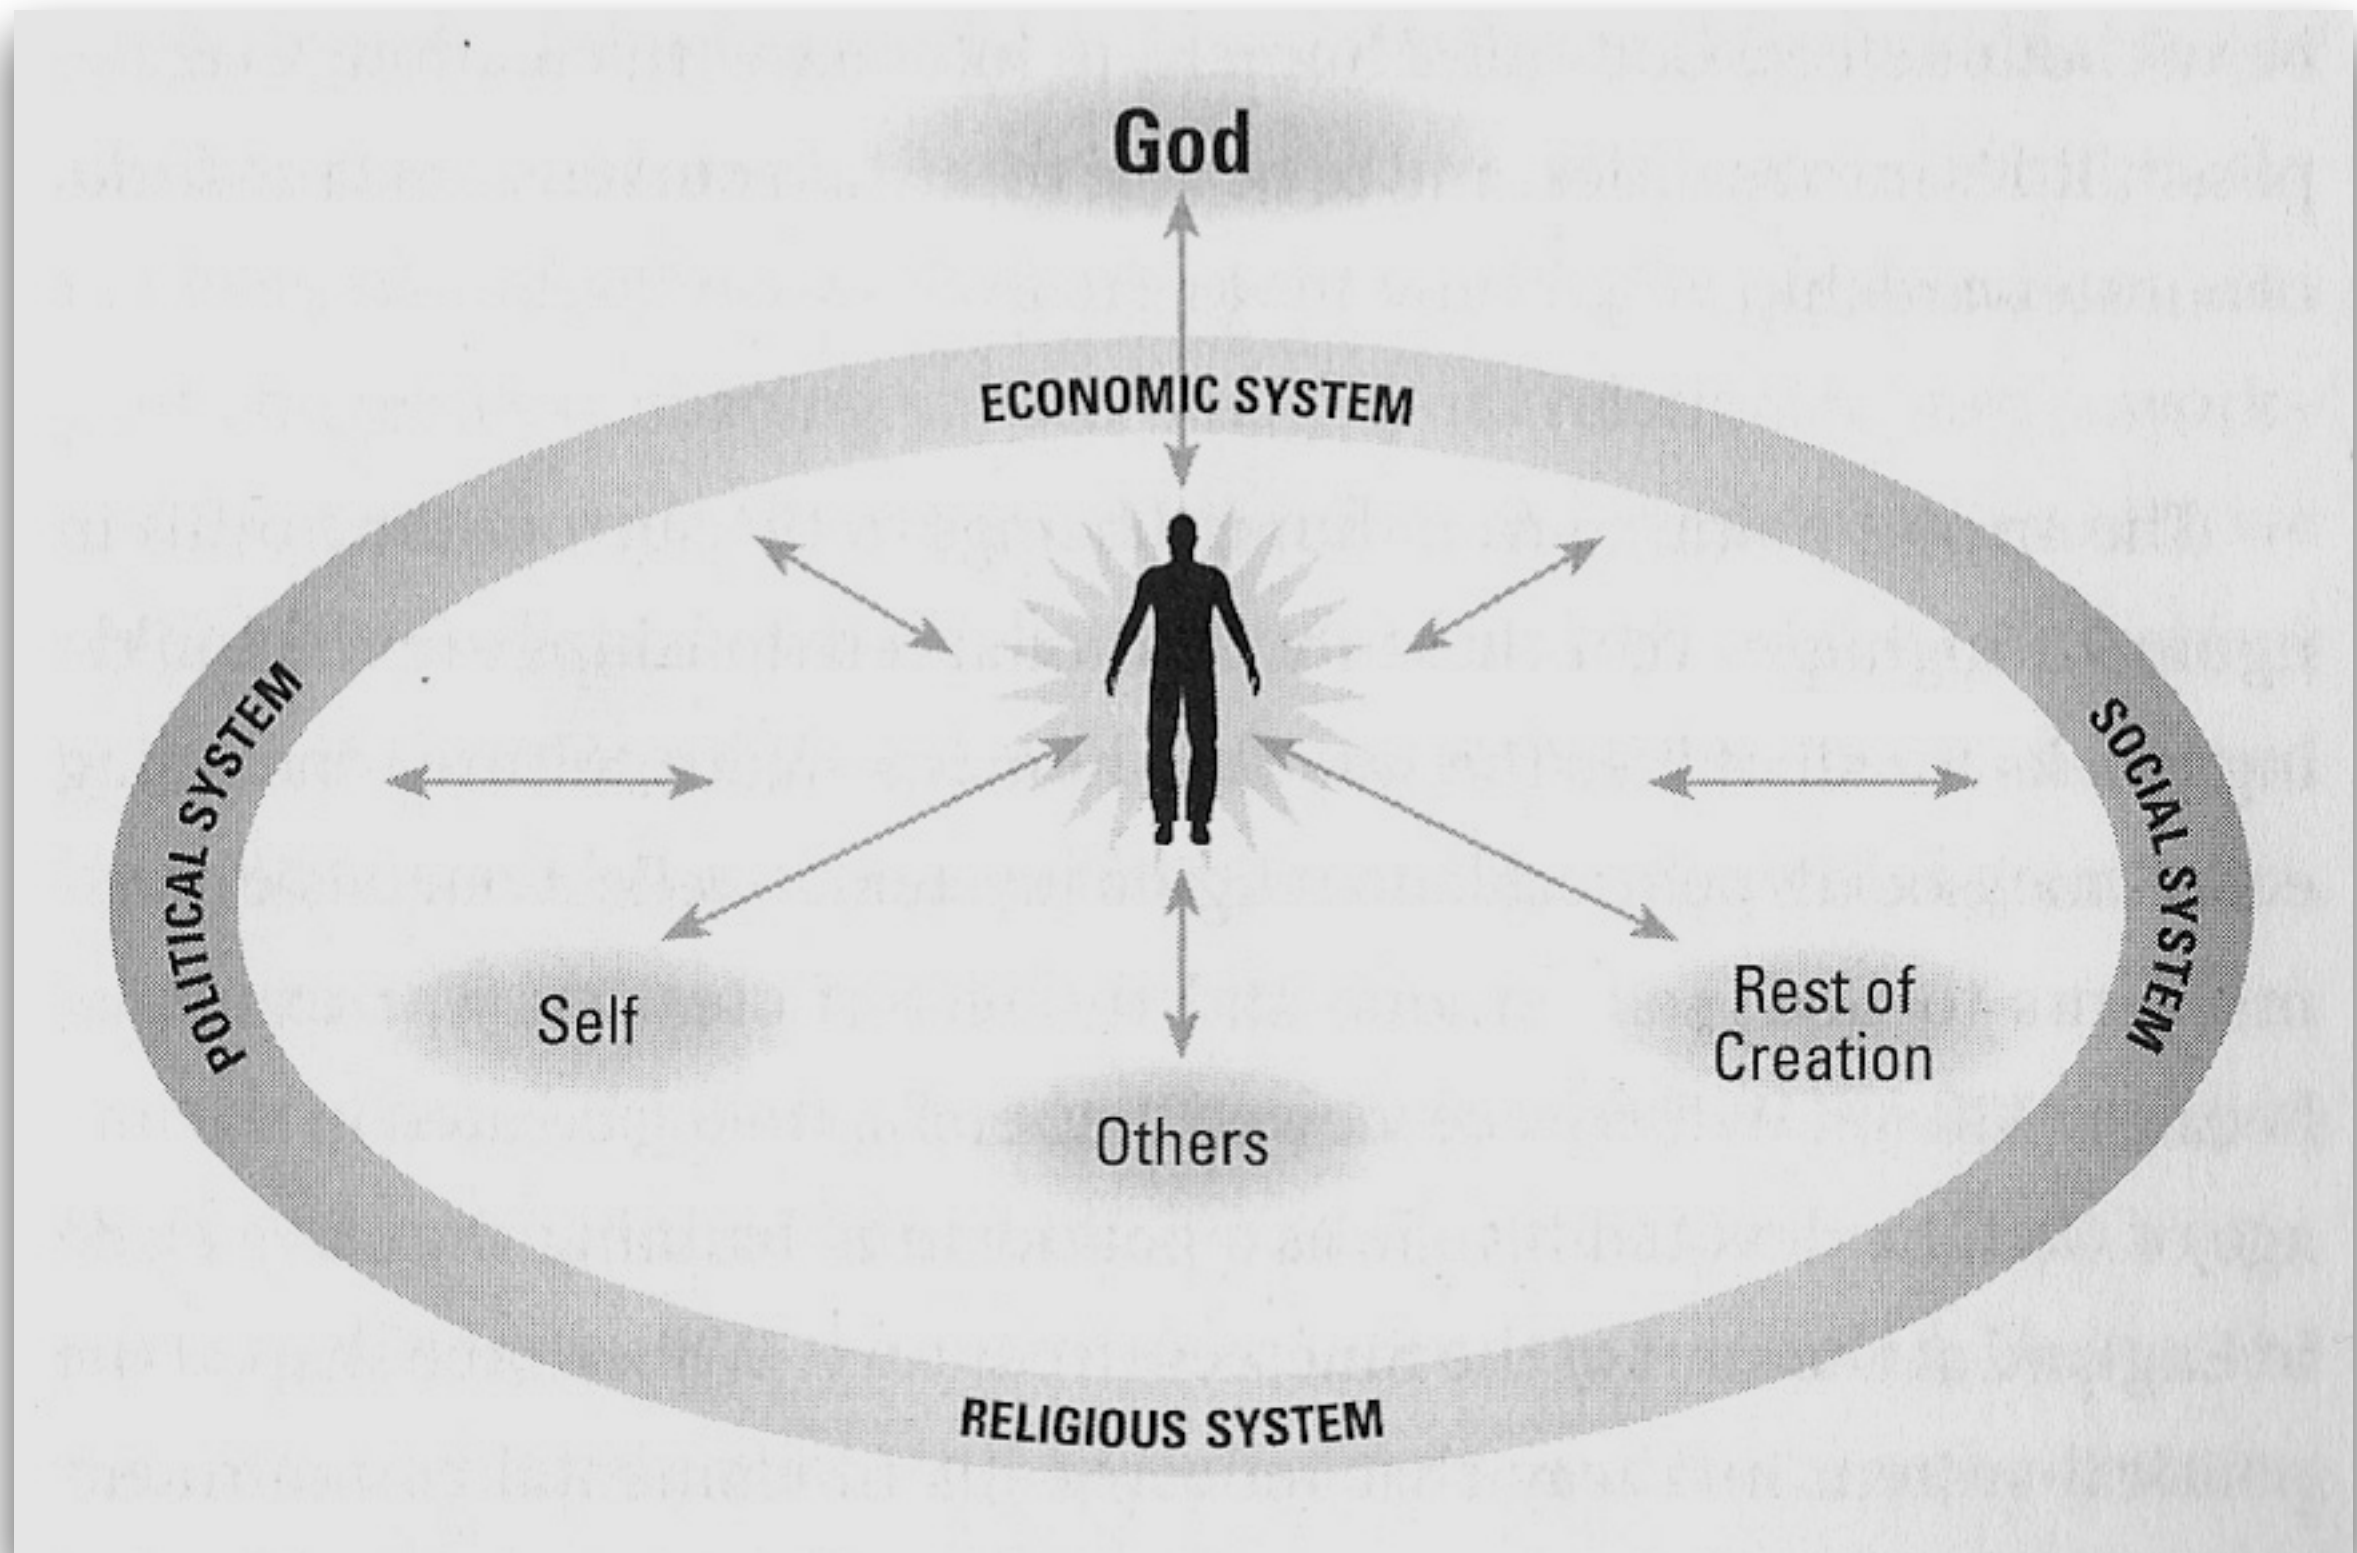 God
ECONOMIC SYSTEM
POLITICAL SYSTEM
SOCIAL SYSTEM
Self
Rest of
Creation
Others
RELIGIOUS SYSTEM